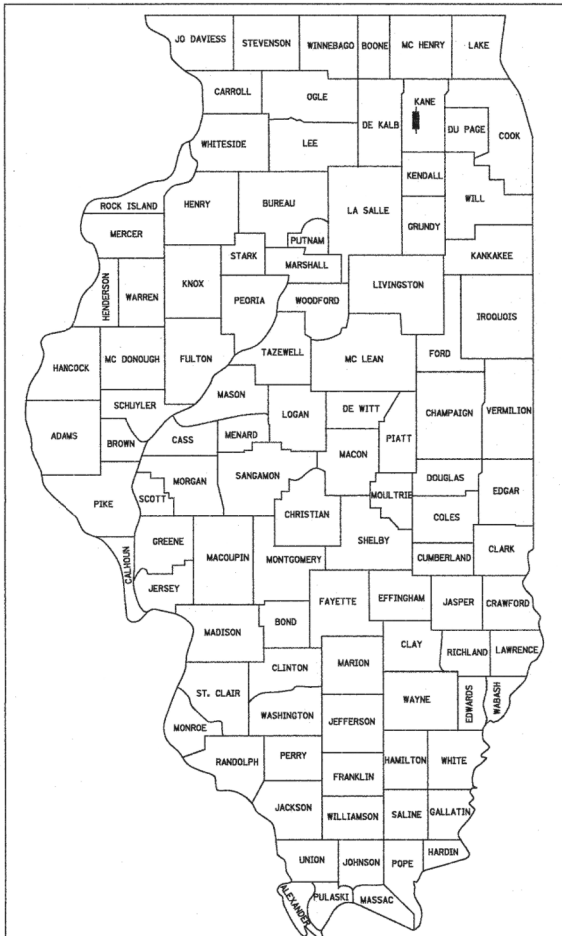 JO DAVIESS
STEVENSON
WINNEBAGO
BOONE
MC HENRY
LAKE
CARROLL
OGLE
DE KALB
KANE
DU PAGE
COOK
WHITESIDE
LEE
KENDALL
ROCK ISLAND
HENRY
BUREAU
LA SALLE
WILL
GRUNDY
MERCER
PUTNAM
STARK
MARSHALL
KANKAKEE
HENDERSON
WARREN
KNOX
PEORIA
WOODFORD
LIVINGSTON
IROQUOIS
HANCOCK
MC DONOUGH
FULTON
TAZEWELL
MC LEAN
FORD
MASON
SCHUYLER
LOGAN
DE WITT
CHAMPAIGN
VERMILION
ADAMS
BROWN
CASS
MENARD
MACON
PIATT
PIKE
SCOTT
MORGAN
SANGAMON
CHRISTIAN
MOULTRIE
DOUGLAS
EDGAR
COLES
CALHOUN
GREENE
MACOUPIN
MONTGOMERY
SHELBY
CUMBERLAND
CLARK
JERSEY
FAYETTE
EFFINGHAM
JASPER
CRAWFORD
MADISON
BOND
CLAY
RICHLAND
LAWRENCE
CLINTON
MARION
ST. CLAIR
WAYNE
EDWARDS
WABASH
WASHINGTON
JEFFERSON
MONROE
RANDOLPH
PERRY
HAMILTON
WHITE
FRANKLIN
JACKSON
WILLIAMSON
SALINE
GALLATIN
UNION
JOHNSON
POPE
HARDIN
ALEXANDER
PULASKI
MASSAC